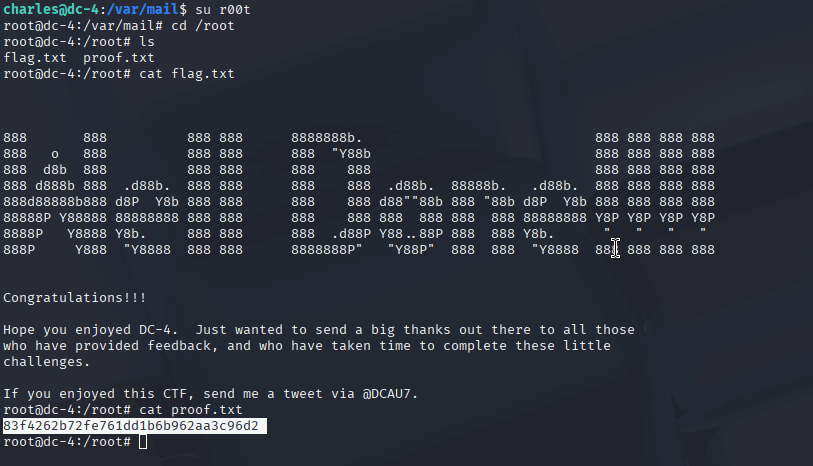 charles@dc-4:/var/mail$ su r00t
root@dc-4:/var/mail# cd /root
root@dc-4:/root# ls
flag.txt  proof.txt
root@dc-4:/root# cat flag.txt
888       888          888 888      8888888b.                             888 888 888 888
888   o   888          888 888      888  "Y88b                            888 888 888 888
888  d8b  888          888 888      888    888                            888 888 888 888
888 d888b 888  .d88b.  888 888      888    888  .d88b.  88888b.   .d88b.  888 888 888 888
888d88888b888 d8P  Y8b 888 888      888    888 d88""88b 888 "88b d8P  Y8b 888 888 888 888
88888P Y88888 88888888 888 888      888    888 888  888 888  888 88888888 Y8P Y8P Y8P Y8P
8888P   Y8888 Y8b.     888 888      888  .d88P Y88..88P 888  888 Y8b.      "   "   "   "
888P     Y888  "Y8888  888 888      8888888P"   "Y88P"  888  888  "Y8888  888 888 888 888
Congratulations!!!
Hope you enjoyed DC-4.  Just wanted to send a big thanks out there to all those
who have provided feedback, and who have taken time to complete these little
challenges.
If you enjoyed this CTF, send me a tweet via @DCAU7.
root@dc-4:/root# cat proof.txt
83f4262b72fe761dd1b6b962aa3c96d2
root@dc-4:/root#